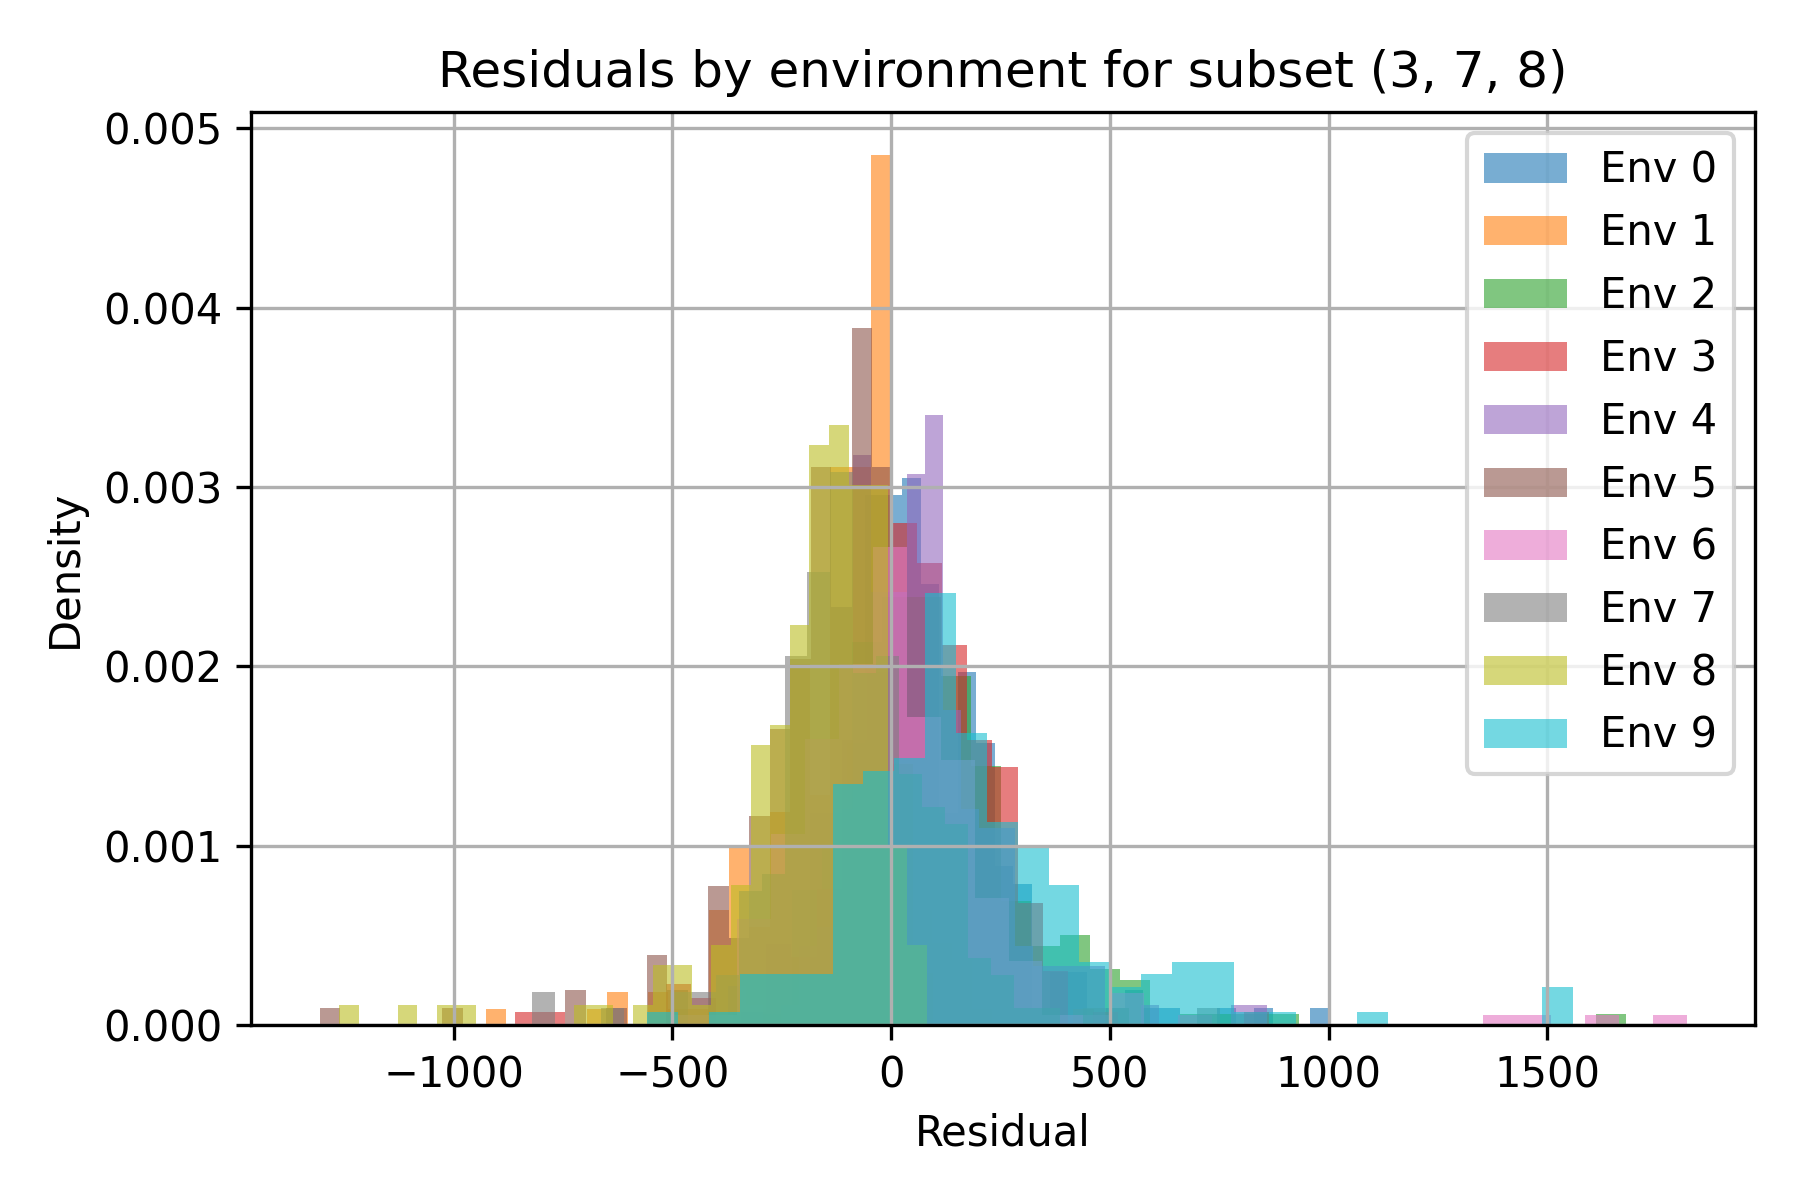 Residuals by environment for subset (3, 7, 8)
0.005
0.004
0.003
0.002
0.001
0.000
Density
−1000
−500
0
500
1000
1500
Residual
Env 0
Env 1
Env 2
Env 3
Env 4
Env 5
Env 6
Env 7
Env 8
Env 9